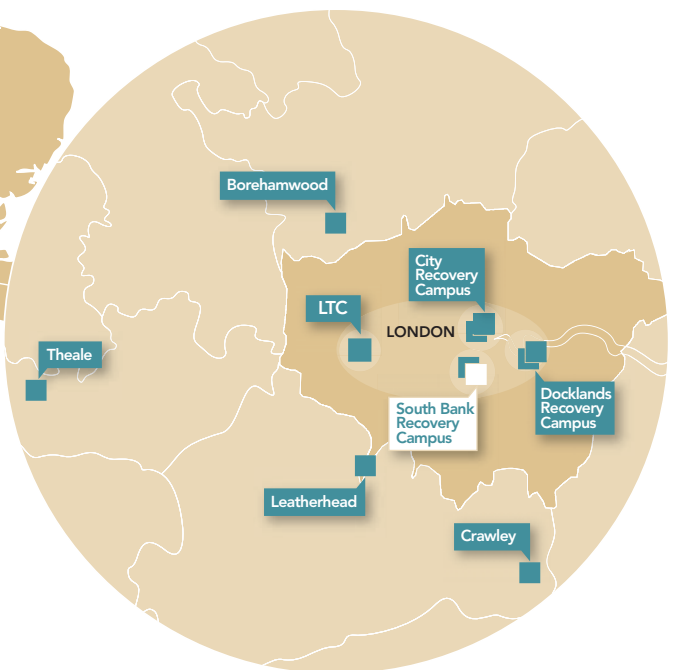 Borehamwood
City
Recovery
Campus
LTC
LONDON
Theale
South Bank
Recovery
Campus
Docklands
Recovery
Campus
Leatherhead
Crawley